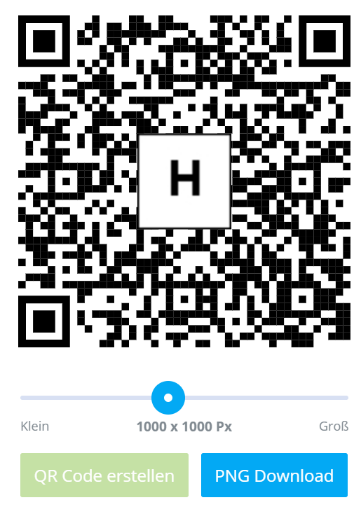 H
Klein
1000 x 1000 Px
Groß
QR Code erstellen
PNG Download